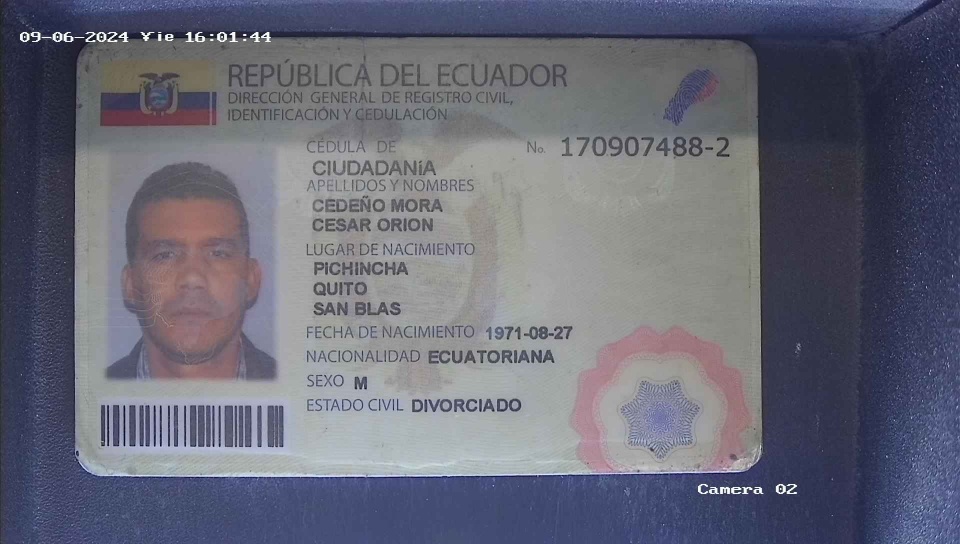 09-06-2024 Vie 16:01:44
REPÚBLICA DEL ECUADOR
DIRECCIÓN GENERAL DE REGISTRO CIVIL,
IDENTIFICACIÓN Y CEDULACIÓN
CÉDULA DE No. 170907488-2
CIUDADANÍA
APELLIDOS Y NOMBRES
CEDEÑO MORA
CESAR ORION
LUGAR DE NACIMIENTO
PICHINCHA
QUITO
SAN BLAS
FECHA DE NACIMIENTO 1971-08-27
NACIONALIDAD ECUATORIANA
SEXO M
ESTADO CIVIL DIVORCIADO
Camera 02